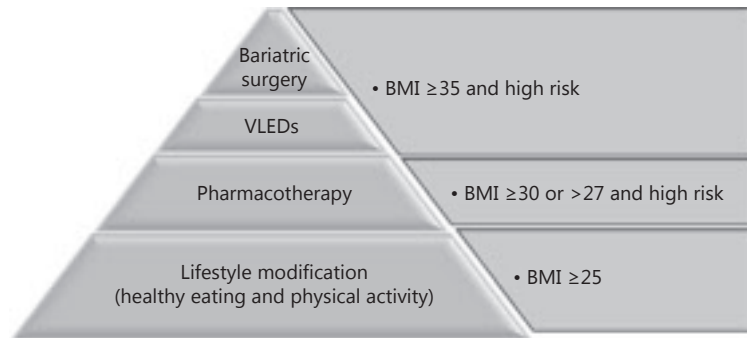 Bariatric
surgery
• BMI ≥35 and high risk
VLEDs
Pharmacotherapy
• BMI ≥30 or >27 and high risk
Lifestyle modification
(healthy eating and physical activity)
• BMI ≥25